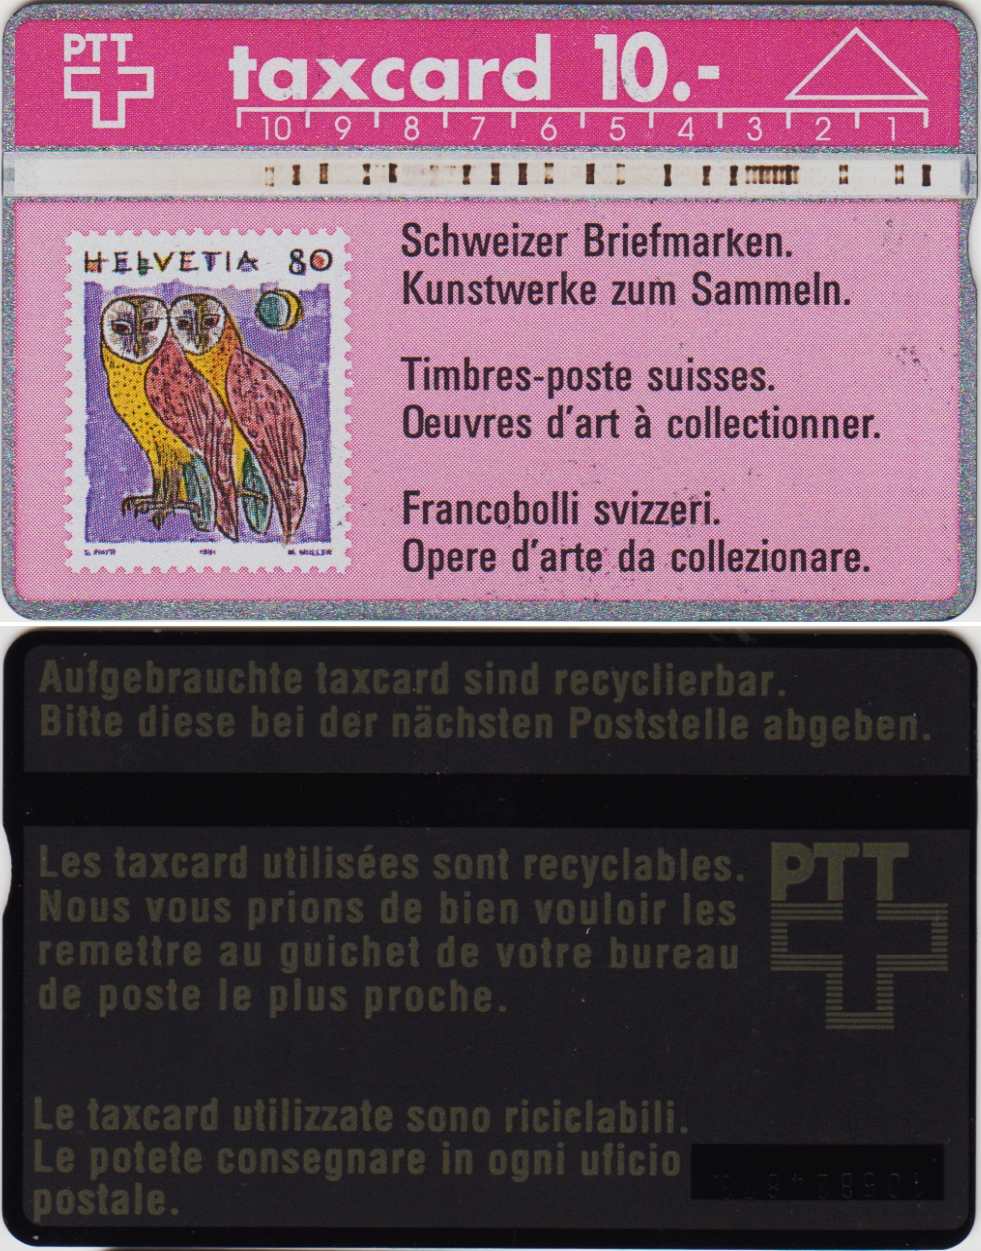 PTT
taxcard 10.-
10 9 8 7 6 5 4 3 2 1
HELVETIA 80
1991
Schweizer Briefmarken.
Kunstwerke zum Sammeln.
Timbres-poste suisses.
Oeuvres d'art à collectionner.
Francobolli svizzeri.
Opere d'arte da collezionare.
Aufgebrauchte taxcard sind recyclierbar.
Bitte diese bei der nächsten Poststelle abgeben.
Les taxcard utilisées sont recyclables.
Nous vous prions de bien vouloir les
remettre au guichet de votre bureau
de poste le plus proche.
PTT
Le taxcard utilizzate sono riciclabili.
Le potete consegnare in ogni uficio
postale.